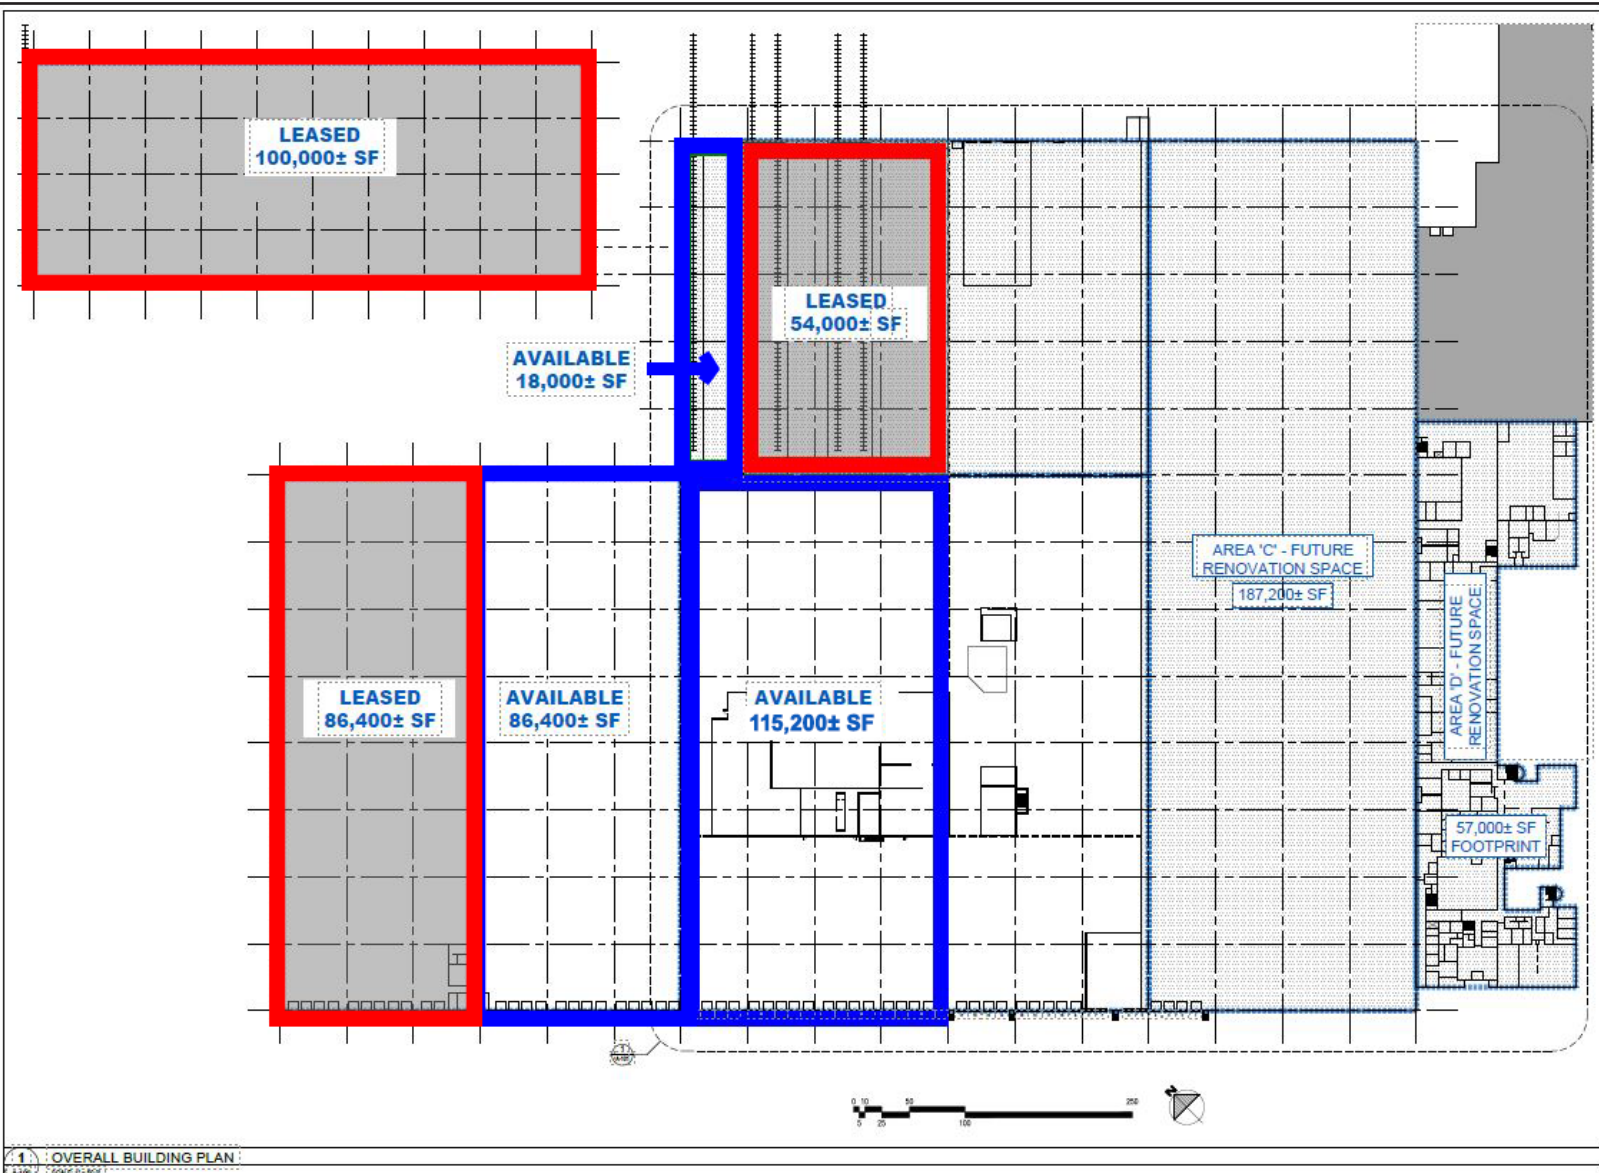 LEASED
100,000± SF
LEASED
54,000± SF
AVAILABLE
18,000± SF
AREA 'C' - FUTURE
RENOVATION SPACE
187,200± SF
AREA 'D' - FUTURE
RENOVATION SPACE
LEASED
86,400± SF
AVAILABLE
86,400± SF
AVAILABLE
115,200± SF
57,000± SF
FOOTPRINT
1
0 10 50 250
5 25 100
1 OVERALL BUILDING PLAN